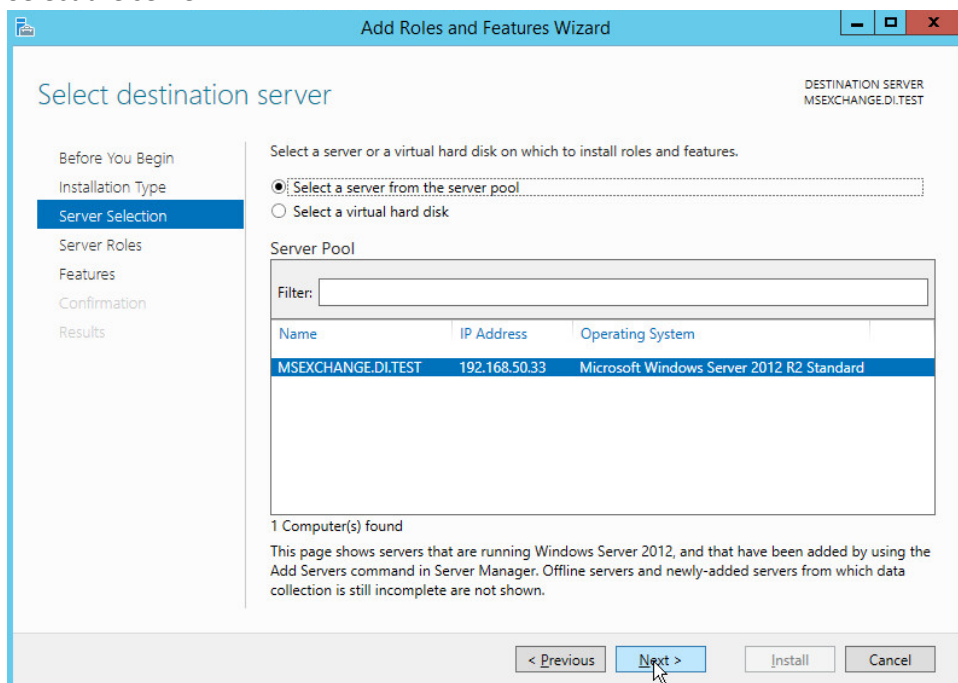 Add Roles and Features Wizard
Select destination server
DESTINATION SERVER
MSEXCHANGE.DI.TEST
Before You Begin
Installation Type
Server Selection
Server Roles
Features
Confirmation
Results
Select a server or a virtual hard disk on which to install roles and features.
Select a server from the server pool
Select a virtual hard disk
Server Pool
Filter:
Name IP Address Operating System
MSEXCHANGE.DI.TEST 192.168.50.33 Microsoft Windows Server 2012 R2 Standard
1 Computer(s) found
This page shows servers that are running Windows Server 2012, and that have been added by using the
Add Servers command in Server Manager. Offline servers and newly-added servers from which data
collection is still incomplete are not shown.
< Previous Next > Install Cancel